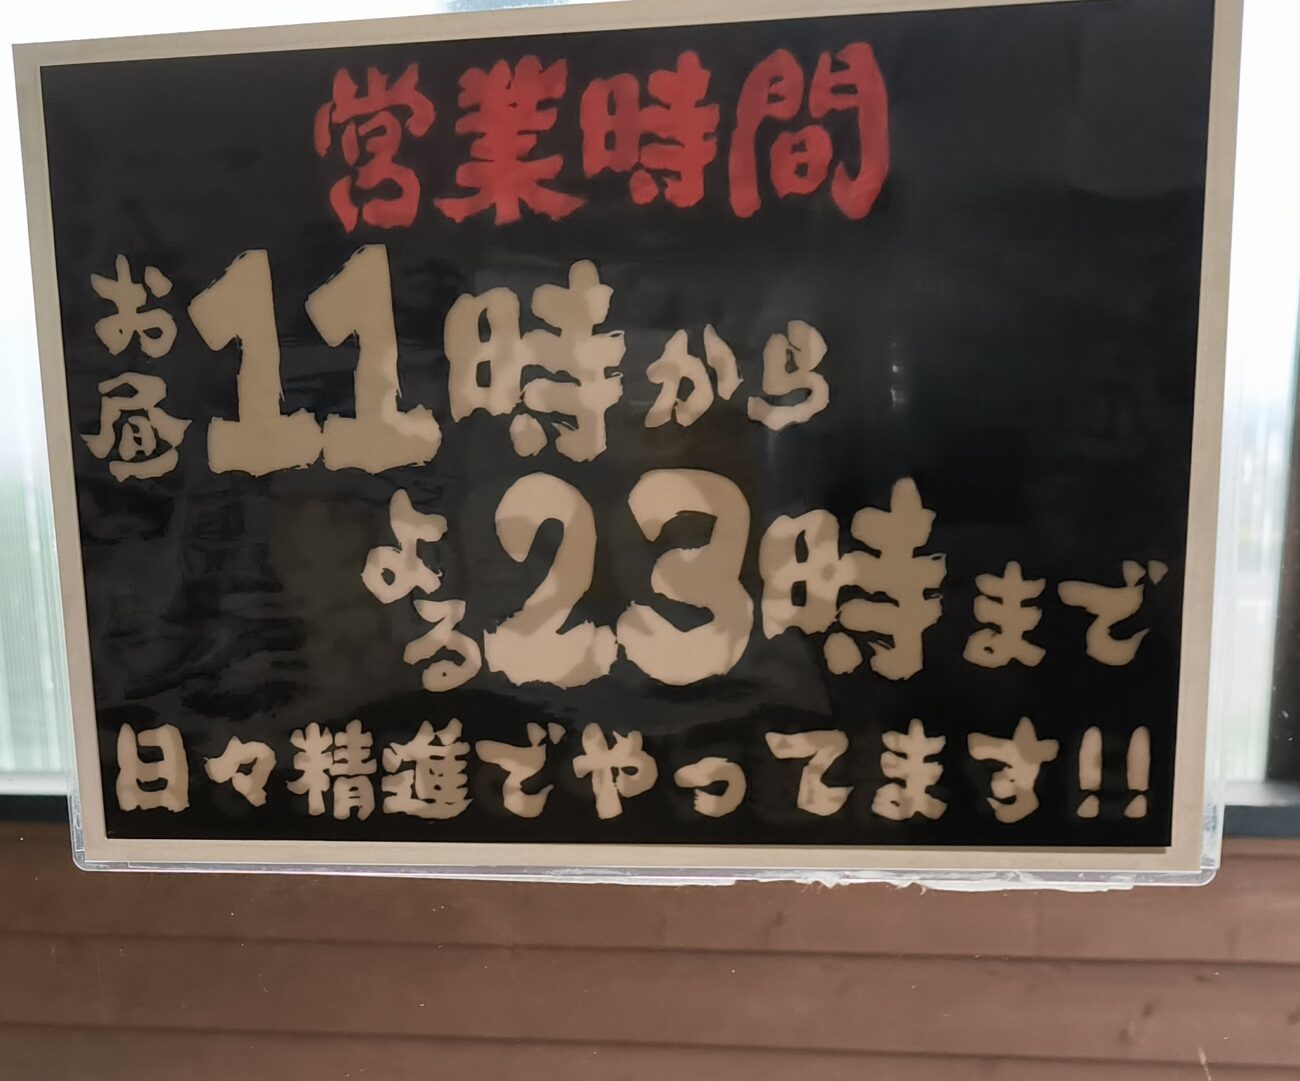 営業時間
お昼11時から
よる23時まで
日々精進でやってます!!